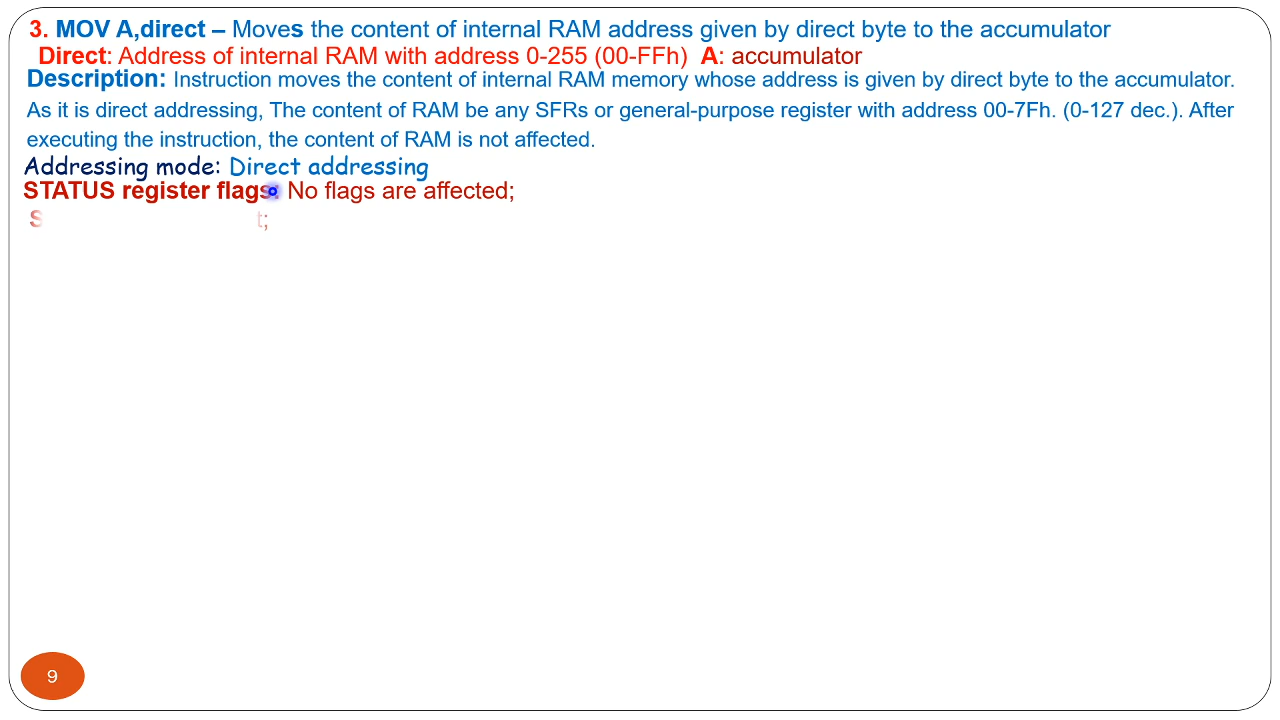 3. MOV A,direct – Moves the content of internal RAM address given by direct byte to the accumulator
Direct: Address of internal RAM with address 0-255 (00-FFh) A: accumulator
Description: Instruction moves the content of internal RAM memory whose address is given by direct byte to the accumulator.
As it is direct addressing, The content of RAM be any SFRs or general-purpose register with address 00-7Fh. (0-127 dec.). After
executing the instruction, the content of RAM is not affected.
Addressing mode: Direct addressing
STATUS register flags: No flags are affected;
9